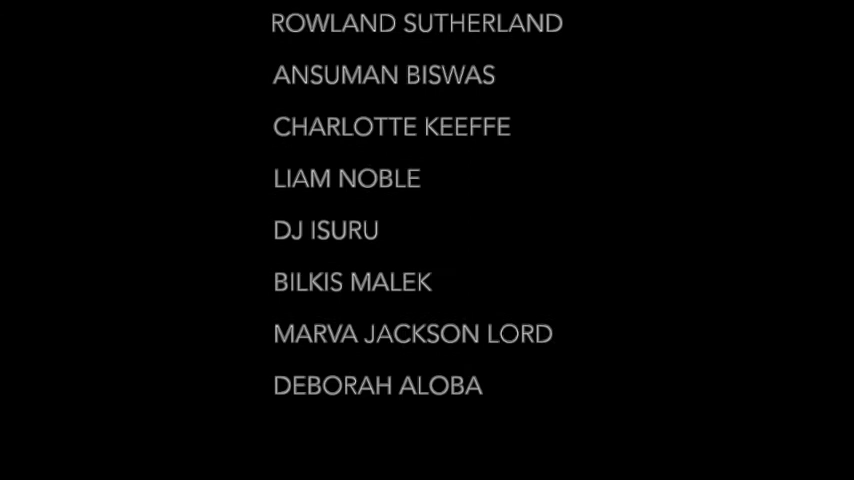 ROWLAND SUTHERLAND
ANSUMAN BISWAS
CHARLOTTE KEEFFE
LIAM NOBLE
DJ ISURU
BILKIS MALEK
MARVA JACKSON LORD
DEBORAH ALOBA